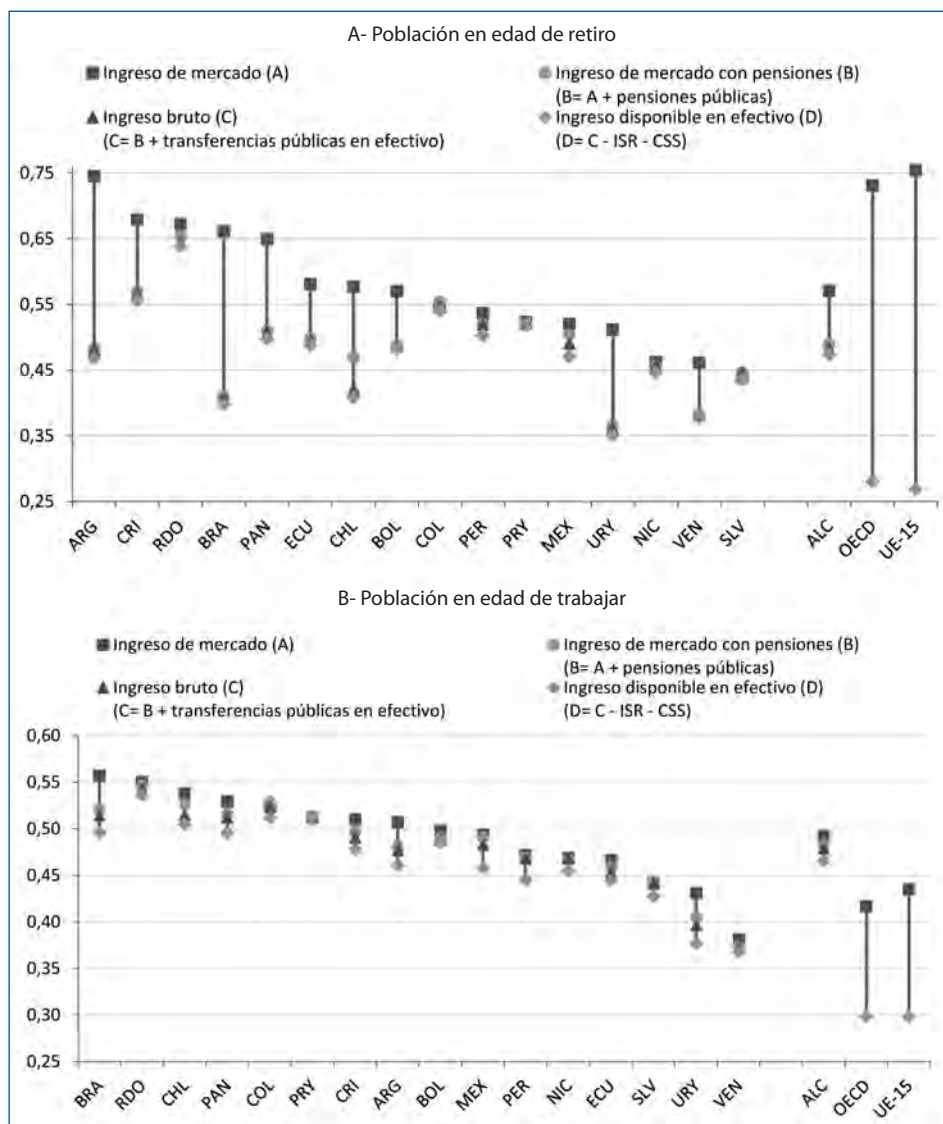 A- Población en edad de retiro
Ingreso de mercado (A)
Ingreso de mercado con pensiones (B)
(B= A + pensiones públicas)
Ingreso bruto (C)
(C= B + transferencias públicas en efectivo)
Ingreso disponible en efectivo (D)
(D= C - ISR - CSS)
0,75
0,65
0,55
0,45
0,35
0,25
ARG CRI RDO BRA PAN ECU CHL BOL COL PER PRY MEX URY NIC VEN SLV ALC OECD UE-15
B- Población en edad de trabajar
Ingreso de mercado (A)
Ingreso de mercado con pensiones (B)
(B= A + pensiones públicas)
Ingreso bruto (C)
(C= B + transferencias públicas en efectivo)
Ingreso disponible en efectivo (D)
(D= C - ISR - CSS)
0,60
0,55
0,50
0,45
0,40
0,35
0,30
0,25
BRA RDO CHL PAN COL PRY CRI ARG BOL MEX PER NIC ECU SLV URY VEN ALC OECD UE-15